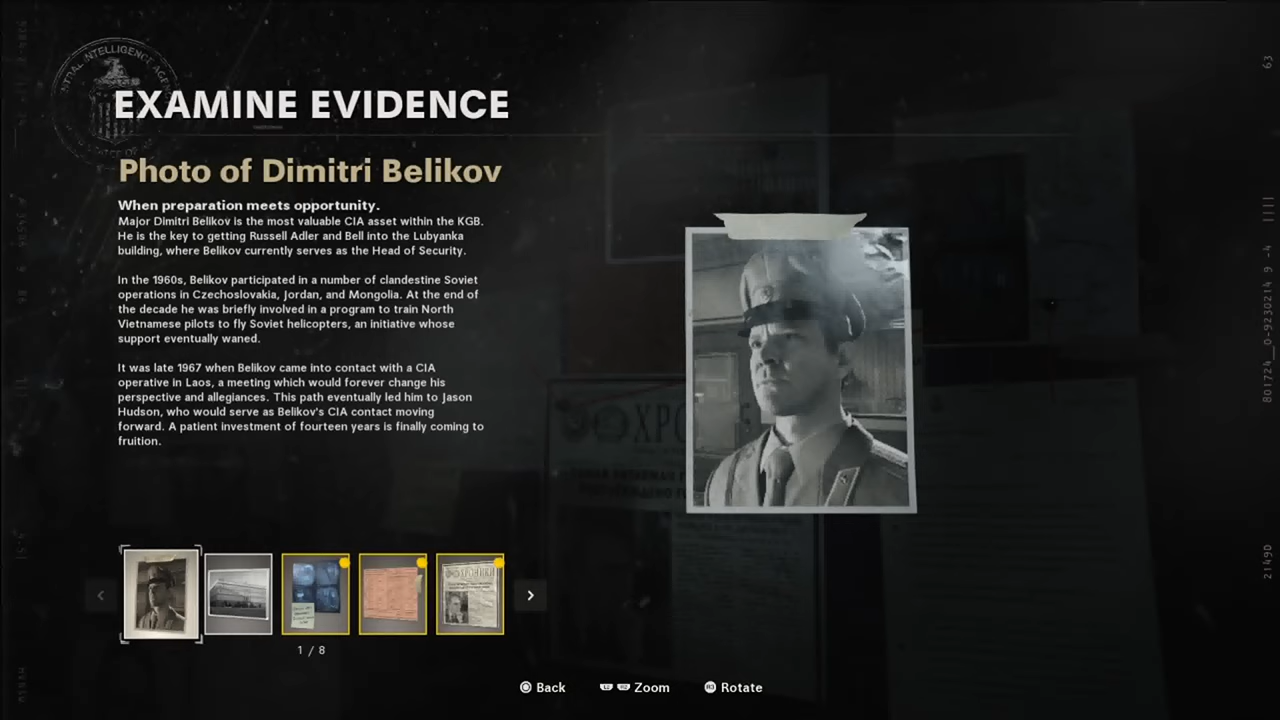 EXAMINE EVIDENCE
Photo of Dimitri Belikov
When preparation meets opportunity.
Major Dimitri Belikov is the most valuable CIA asset within the KGB.
He is the key to getting Russell Adler and Bell into the Lubyanka
building, where Belikov currently serves as the Head of Security.
In the 1960s, Belikov participated in a number of clandestine Soviet
operations in Czechoslovakia, Jordan, and Mongolia. At the end of
the decade he was briefly involved in a program to train North
Vietnamese pilots to fly Soviet helicopters, an initiative whose
support eventually waned.
It was late 1967 when Belikov came into contact with a CIA
operative in Laos, a meeting which would forever change his
perspective and allegiances. This path eventually led him to Jason
Hudson, who would serve as Belikov's CIA contact moving
forward. A patient investment of fourteen years is finally coming to
fruition.
1 / 8
Back
Zoom
Rotate
63
801724__0-9230214 9 -4
2149D